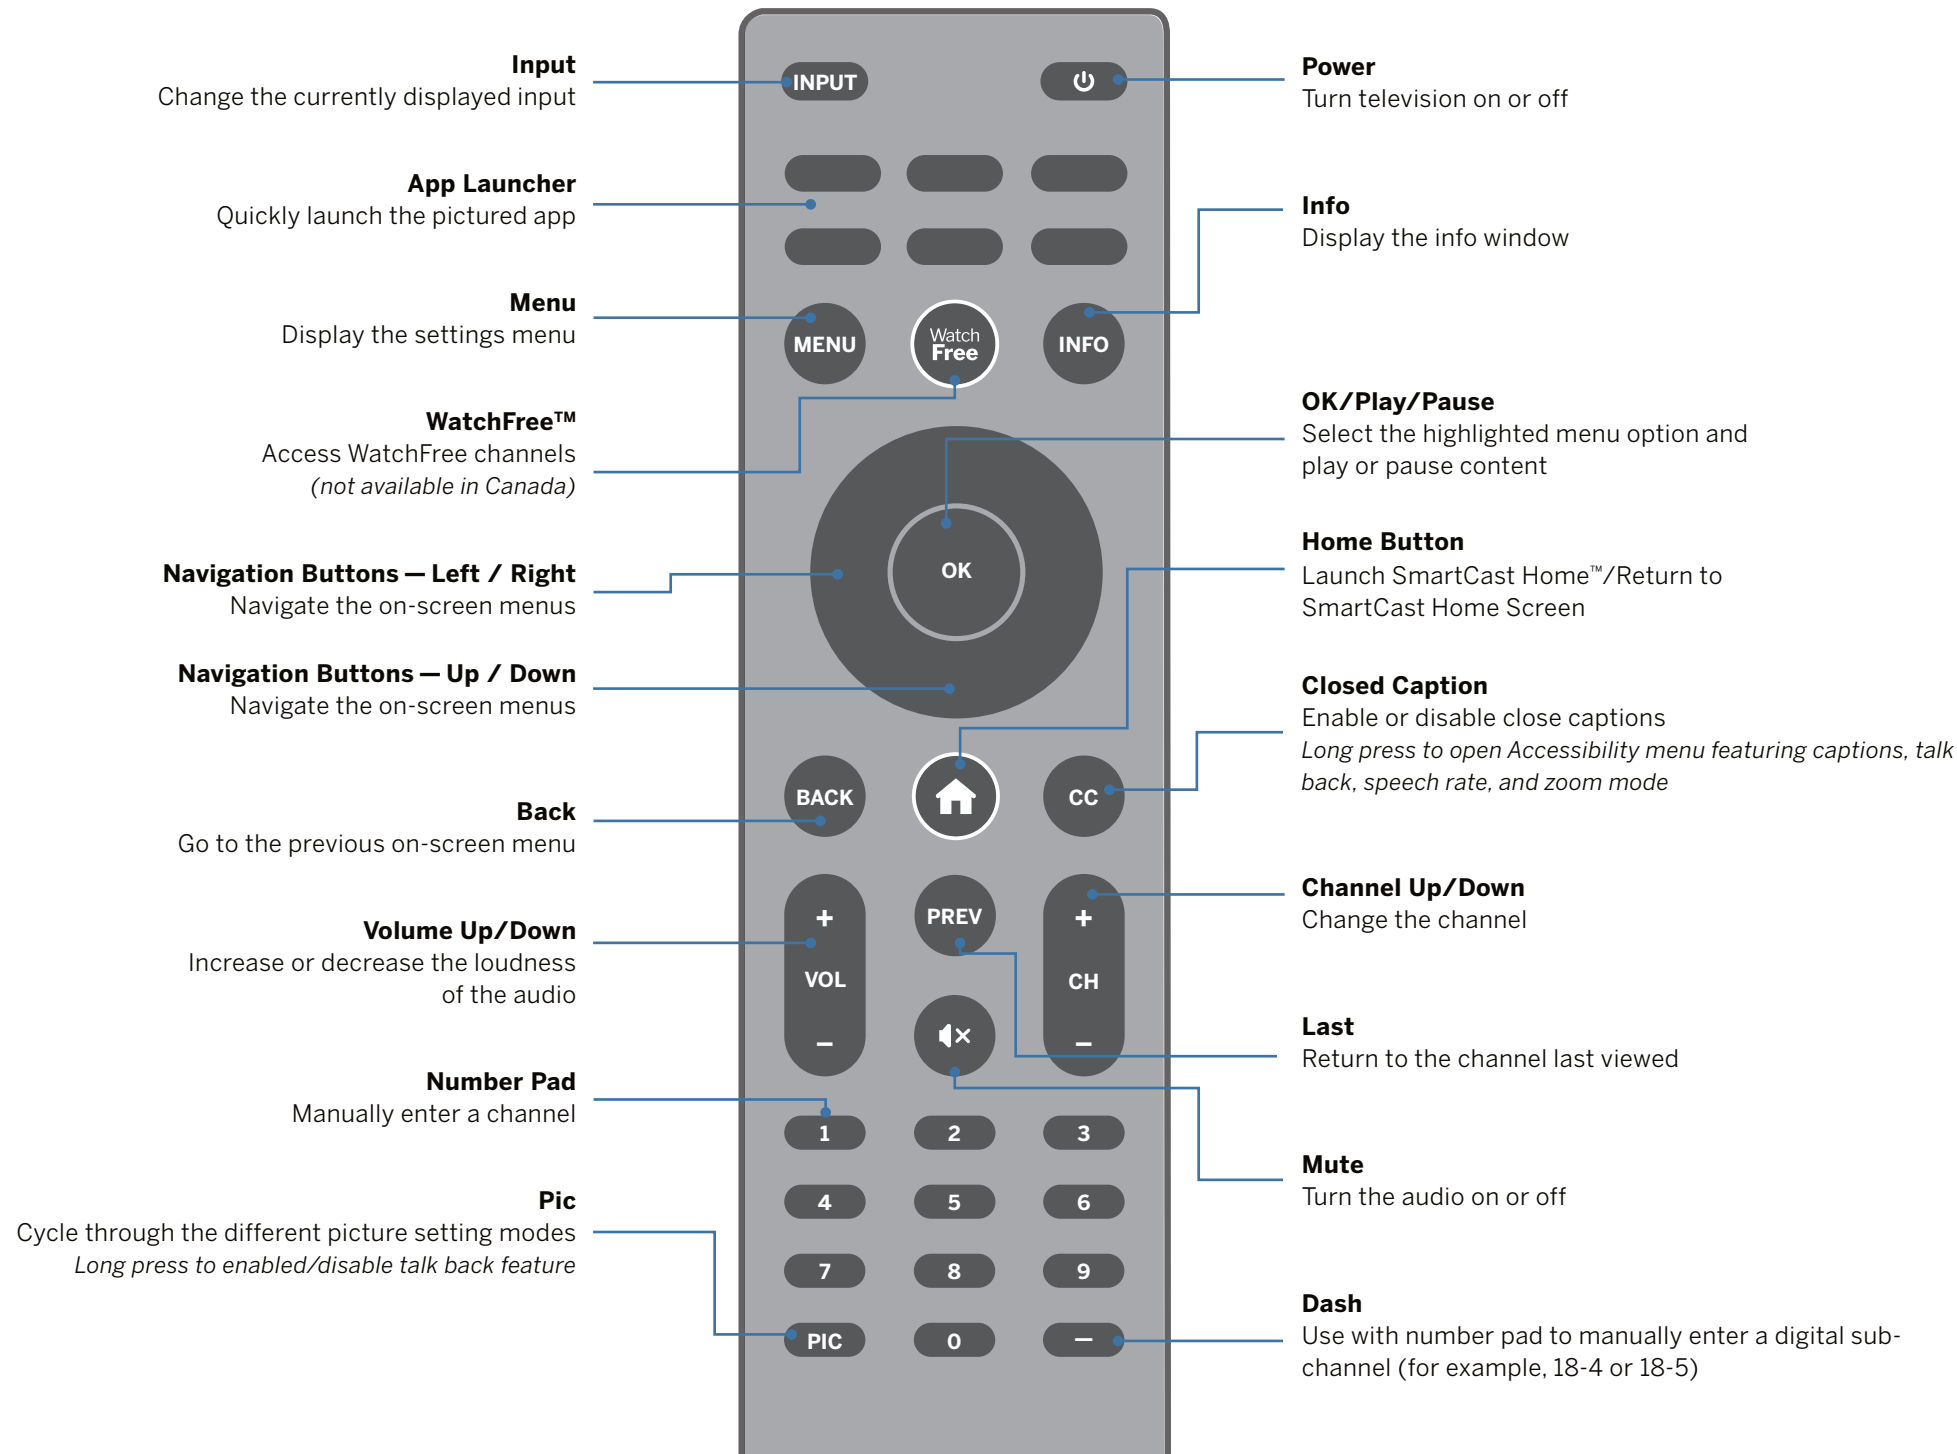 Input
Change the currently displayed input
App Launcher
Quickly launch the pictured app
Menu
Display the settings menu
WatchFree™
Access WatchFree channels
(not available in Canada)
Navigation Buttons — Left / Right
Navigate the on-screen menus
Navigation Buttons — Up / Down
Navigate the on-screen menus
Back
Go to the previous on-screen menu
Volume Up/Down
Increase or decrease the loudness
of the audio
Number Pad
Manually enter a channel
Pic
Cycle through the different picture setting modes
Long press to enabled/disable talk back feature
INPUT
MENU
Watch
Free
INFO
OK
BACK
CC
+
VOL
–
PREV
+
CH
–
1 2 3
4 5 6
7 8 9
PIC 0 –
Power
Turn television on or off
Info
Display the info window
OK/Play/Pause
Select the highlighted menu option and
play or pause content
Home Button
Launch SmartCast Home™/Return to
SmartCast Home Screen
Closed Caption
Enable or disable close captions
Long press to open Accessibility menu featuring captions, talk
back, speech rate, and zoom mode
Channel Up/Down
Change the channel
Last
Return to the channel last viewed
Mute
Turn the audio on or off
Dash
Use with number pad to manually enter a digital sub-
channel (for example, 18-4 or 18-5)